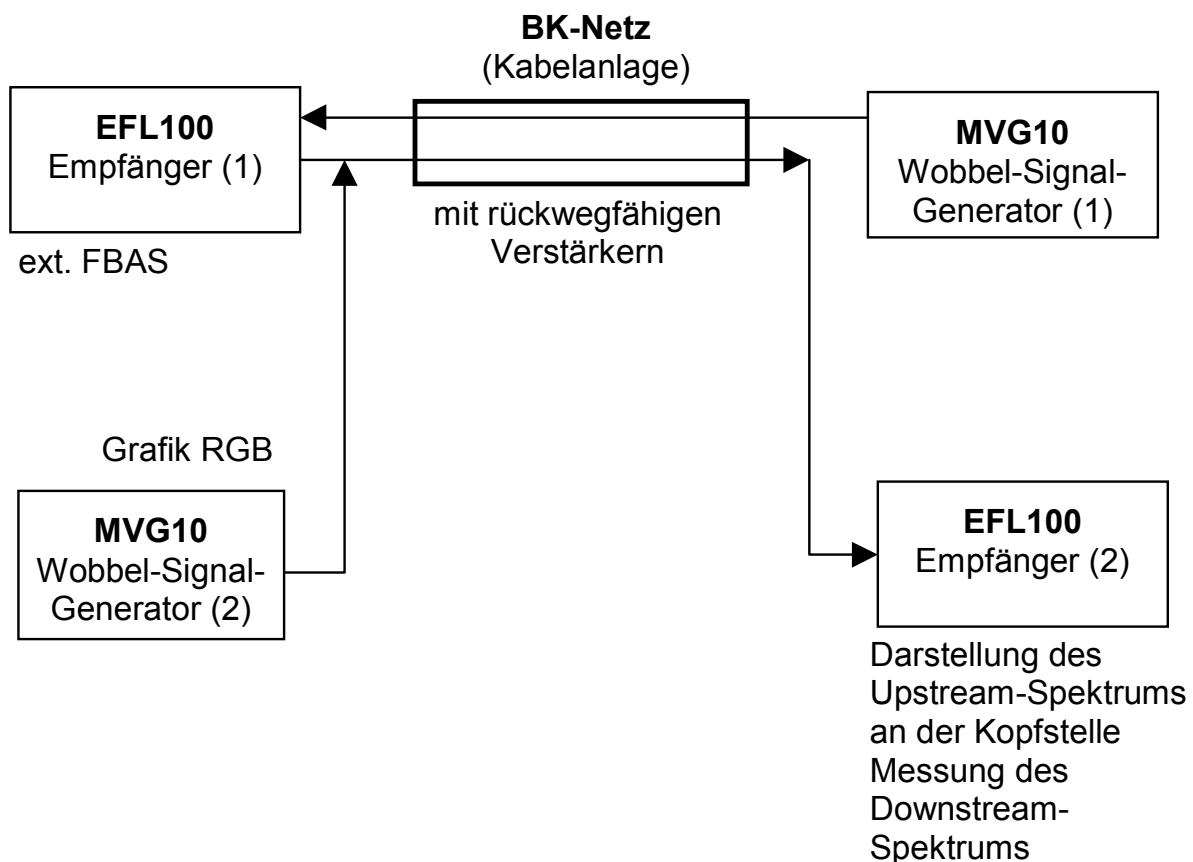 BK-Netz
(Kabelanlage)
EFL100
Empfänger (1)
ext. FBAS
mit rückwegfähigen
Verstärkern
MVG10
Wobbel-Signal-
Generator (1)
Grafik RGB
MVG10
Wobbel-Signal-
Generator (2)
EFL100
Empfänger (2)
Darstellung des
Upstream-Spektrums
an der Kopfstelle
Messung des
Downstream-
Spektrums